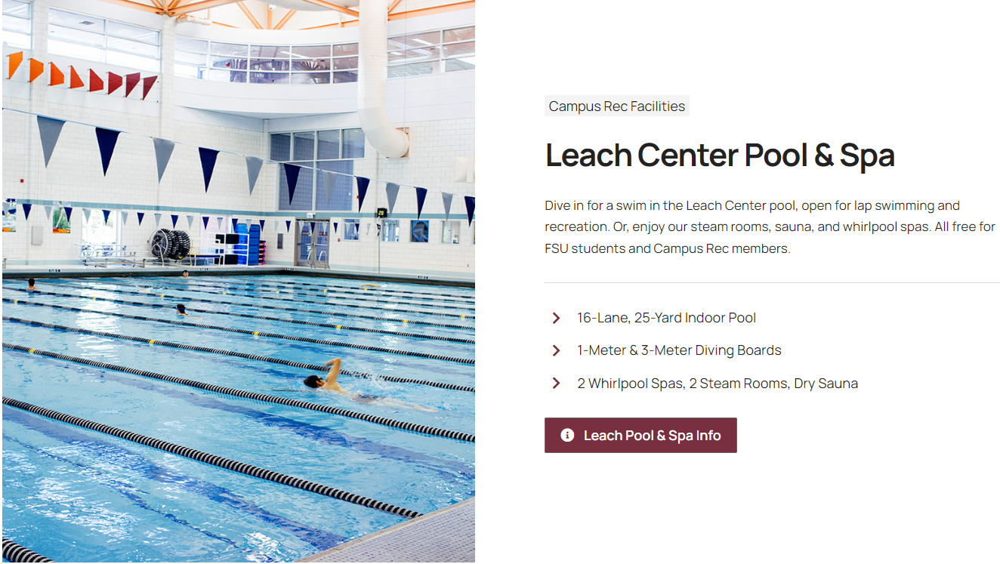 Campus Rec Facilities
Leach Center Pool & Spa
Dive in for a swim in the Leach Center pool, open for lap swimming and
recreation. Or, enjoy our steam rooms, sauna, and whirlpool spas. All free for
FSU students and Campus Rec members.
16-Lane, 25-Yard Indoor Pool
1-Meter & 3-Meter Diving Boards
2 Whirlpool Spas, 2 Steam Rooms, Dry Sauna
Leach Pool & Spa Info